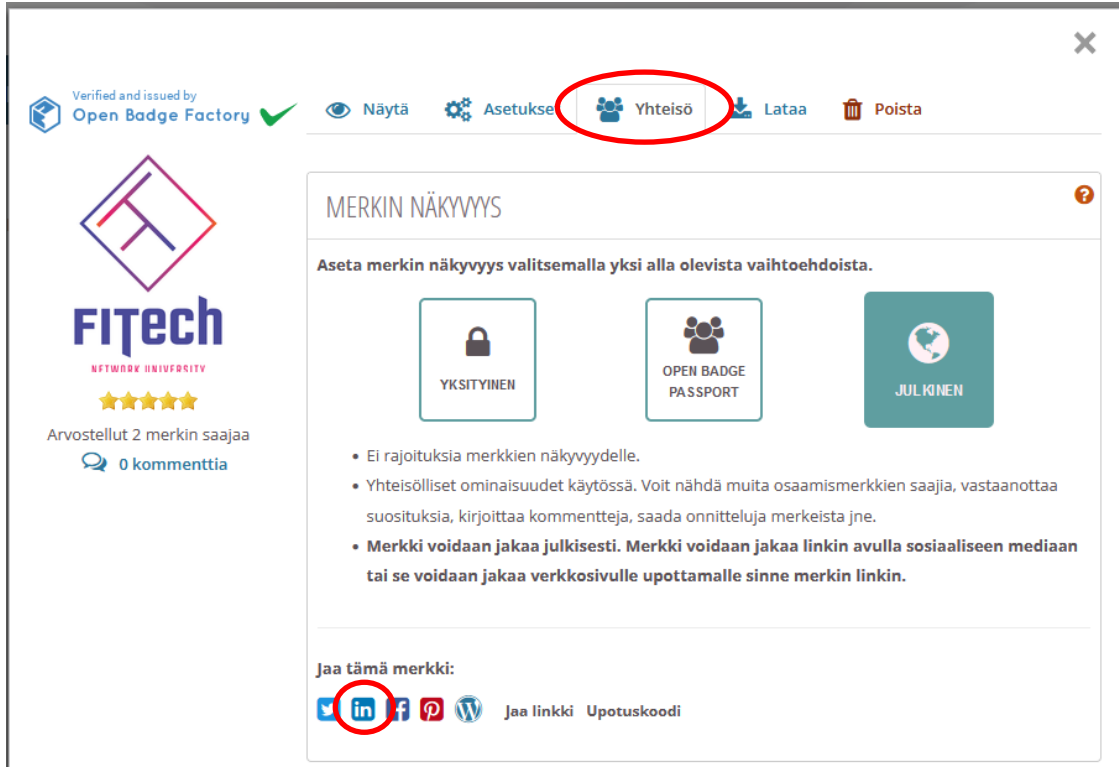 Verified and issued by
Open Badge Factory
Näytä Asetukse Yhteisö Lataa Poista
FITech
NETWORK UNIVERSITY
Arvostellut 2 merkin saajaa
0 kommenttia
MERKIN NÄKYVYYS
Aseta merkin näkyvyys valitsemalla yksi alla olevista vaihtoehdoista.
YKSITYINEN
OPEN BADGE
PASSPORT
JULKINEN
• Ei rajoituksia merkkien näkyvyydelle.
• Yhteisölliset ominaisuudet käytössä. Voit nähdä muita osaamismerkkien saajia, vastaanottaa
suosituksia, kirjoittaa kommentteja, saada onnitteluja merkeista jne.
• Merkki voidaan jakaa julkisesti. Merkki voidaan jakaa linkin avulla sosiaaliseen mediaan
tai se voidaan jakaa verkkosivulle upottamalle sinne merkin linkin.
Jaa tämä merkki:
in f Jaa linkki Upotuskoodi